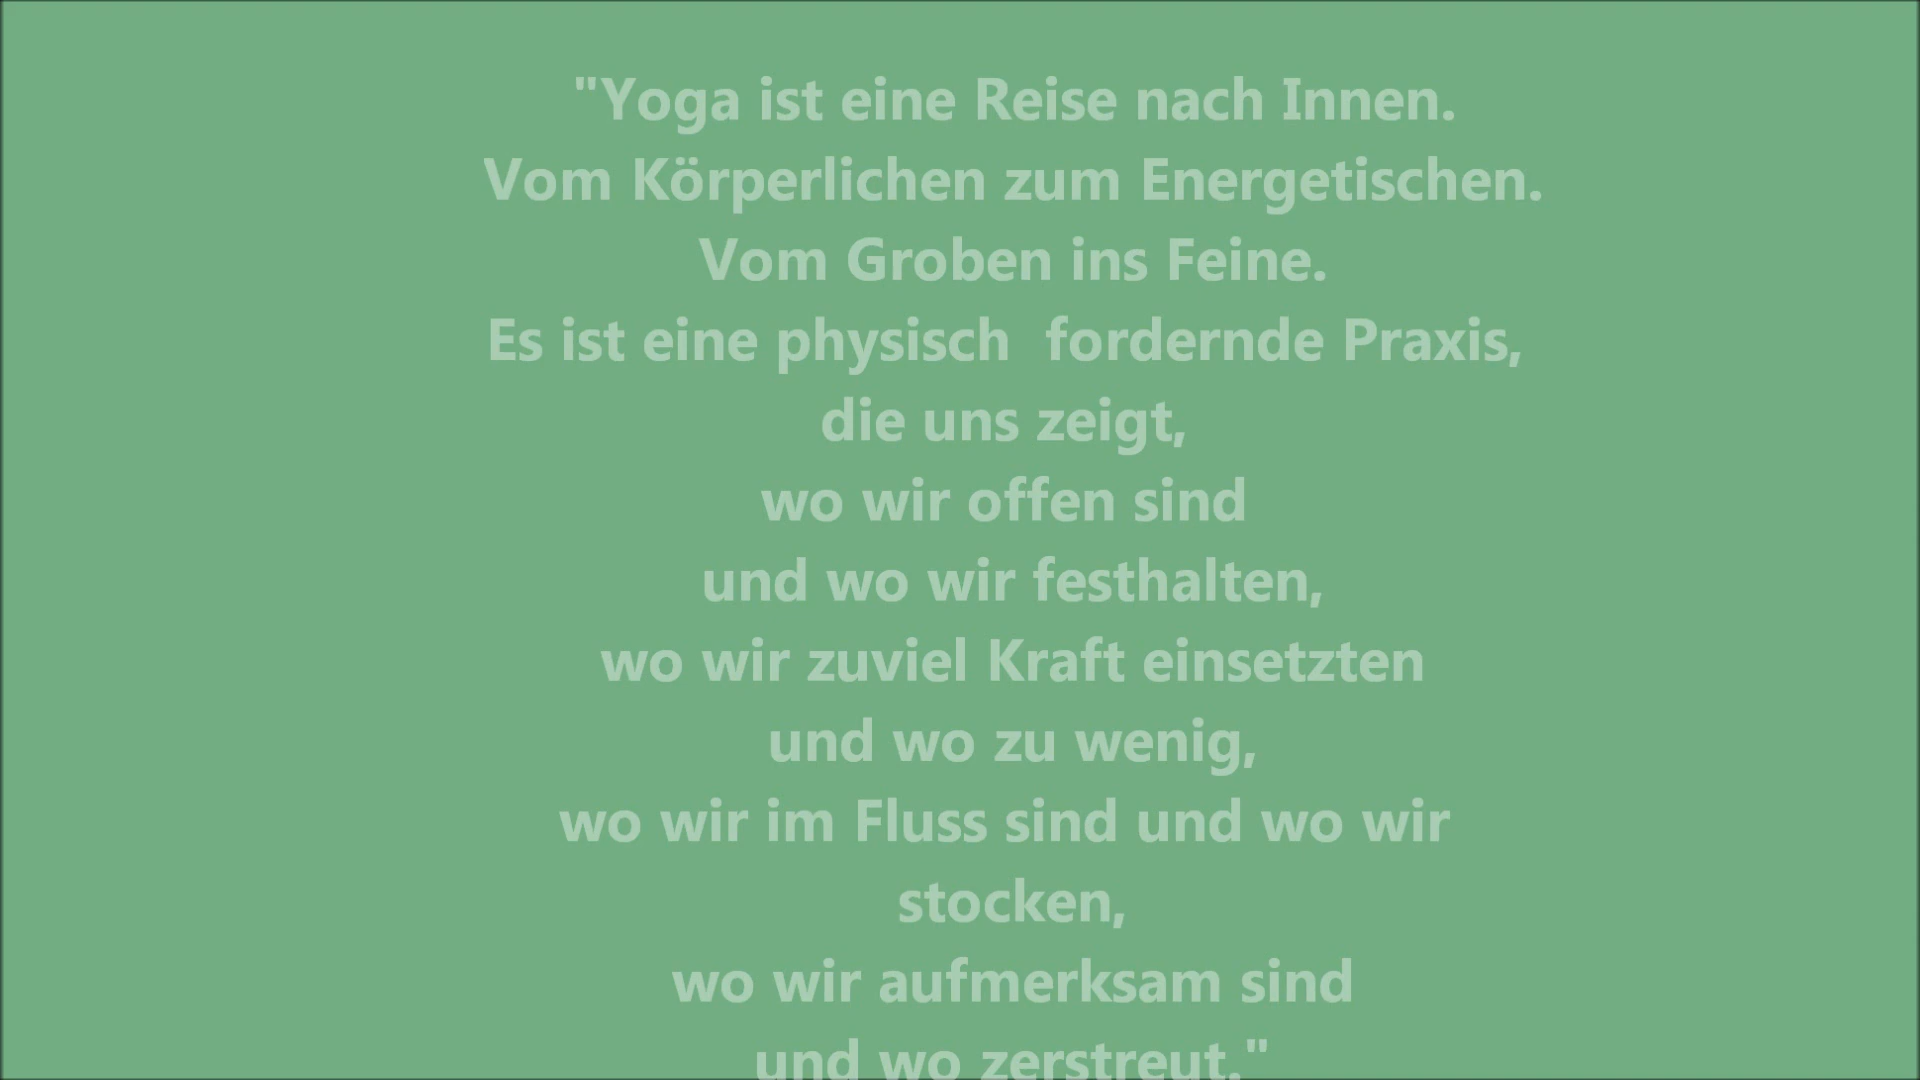 "Yoga ist eine Reise nach Innen.
Vom Körperlichen zum Energetischen.
Vom Groben ins Feine.
Es ist eine physisch  fordernde Praxis,
die uns zeigt,
wo wir offen sind
und wo wir festhalten,
wo wir zuviel Kraft einsetzten
und wo zu wenig,
wo wir im Fluss sind und wo wir
stocken,
wo wir aufmerksam sind
und wo zerstreut."